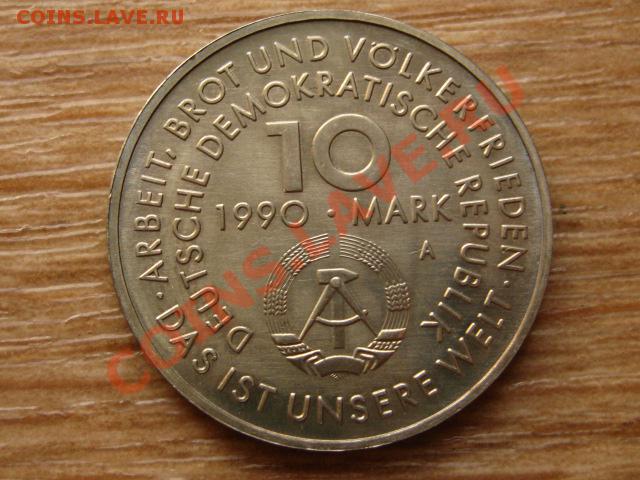 COINS.LAVE.RU
· ARBEIT, BROT UND VÖLKERFRIEDEN · DAS IST UNSERE WELT
DEUTSCHE DEMOKRATISCHE REPUBLIK
10
1990 · MARK
A
COINS.LAVE.RU